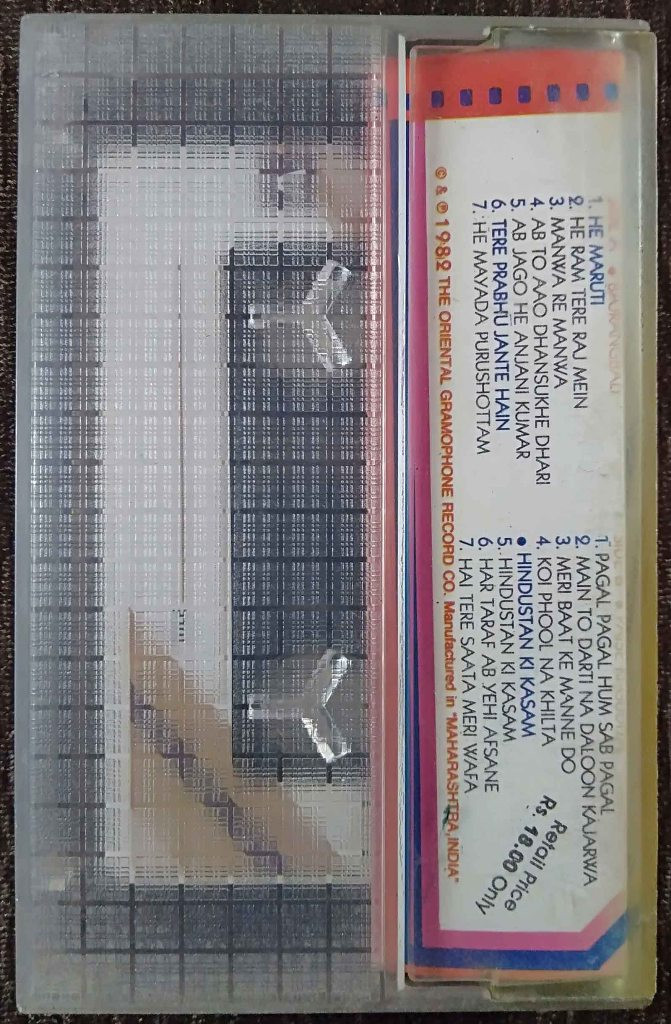 ● BAJRANGBALI
1. HE MARUTI
2. HE RAM TERE RAJ MEIN
3. MANWA RE MANWA
4. AB TO AAO DHANSUKHE DHARI
5. AB JAGO HE ANJANI KUMAR
6. TERE PRABHU JANTE HAIN
7. HE MAYADA PURUSHOTTAM
1. PAGAL PAGAL HUM SAB PAGAL
2. MAIN TO DARTI NA DALOON KAJARWA
3. MERI BAAT KE MANNE DO
4. KOI PHOOL NA KHILTA
● HINDUSTAN KI KASAM
5. HINDUSTAN KI KASAM
6. HAR TARAF AB YEHI AFSANE
7. HAI TERE SAATA MERI WAFA
Retail Price
Rs. 18.00 Only
© & ℗ 1982 THE ORIENTAL GRAMOPHONE RECORD CO. Manufactured in "MAHARASHTRA, INDIA"